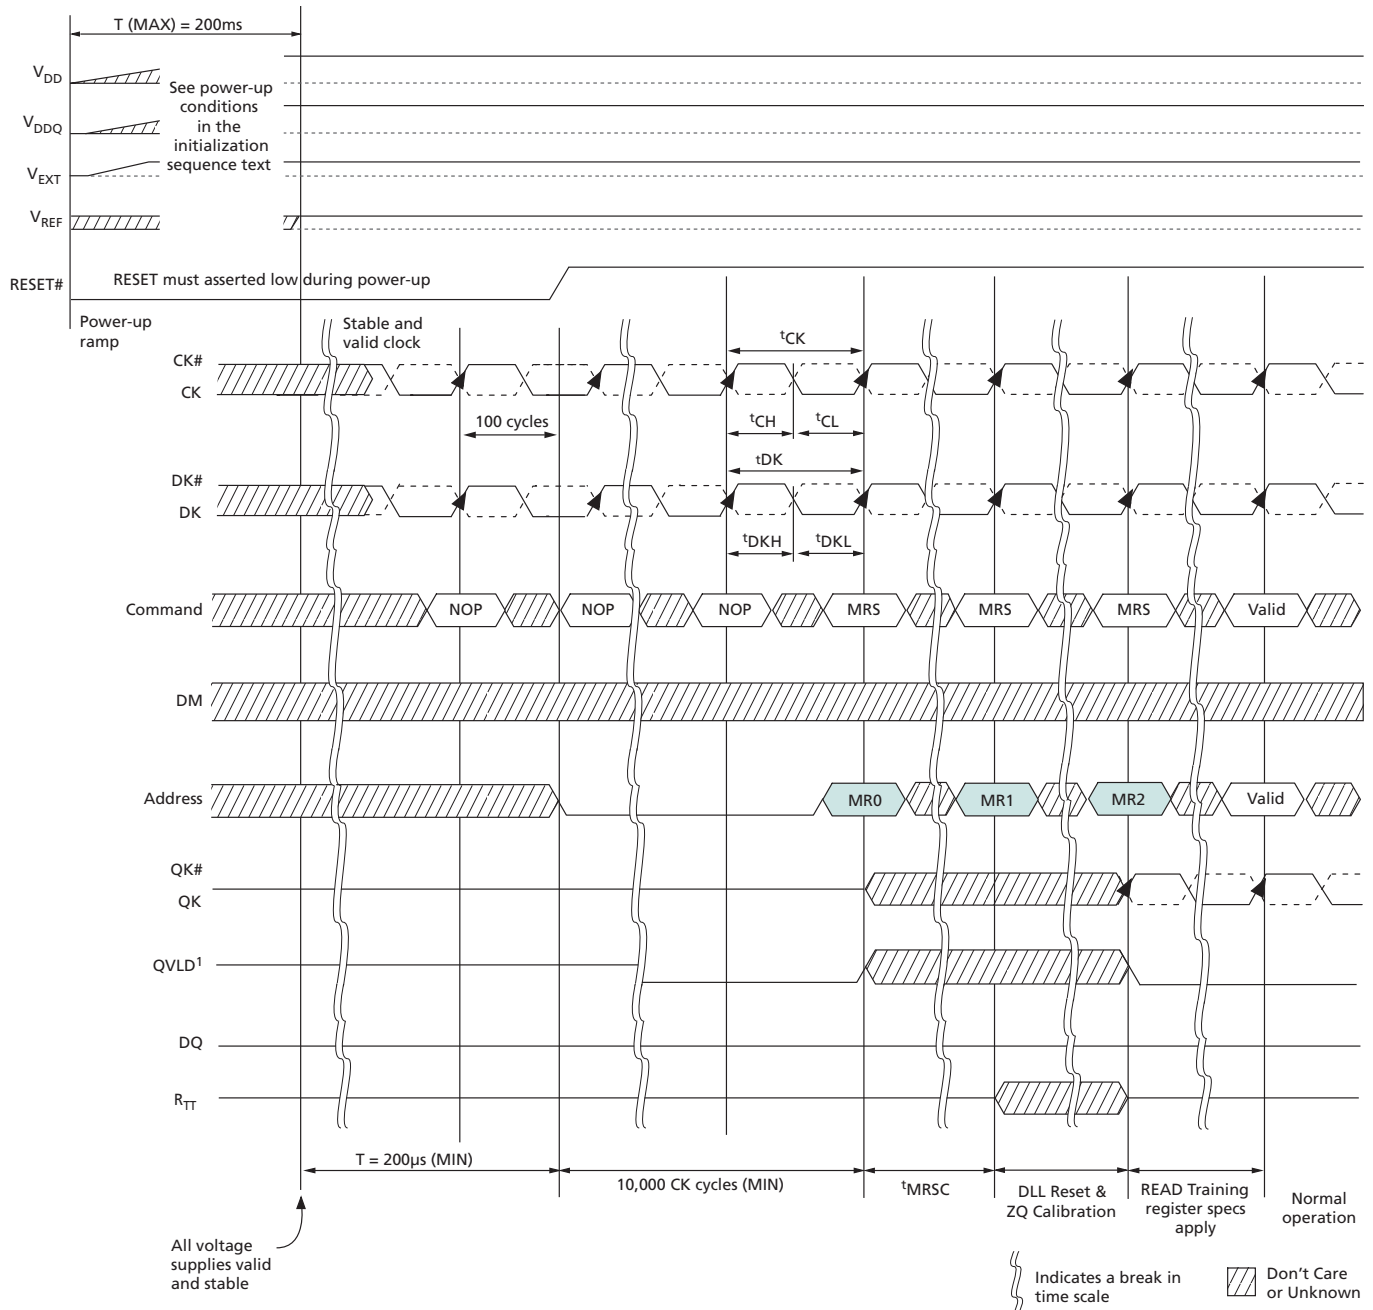 T (MAX) = 200ms
VDD
See power-up
conditions
in the
initialization
sequence text
VDDQ
VEXT
VREF
RESET#
RESET must asserted low during power-up
Power-up
ramp
Stable and
valid clock
tCK
CK#
CK
100 cycles
tCH
tCL
tDK
DK#
DK
tDKH
tDKL
Command
NOP
NOP
NOP
MRS
MRS
MRS
Valid
DM
Address
MR0
MR1
MR2
Valid
QK#
QK
QVLD1
DQ
RTT
T = 200µs (MIN)
10,000 CK cycles (MIN)
tMRSC
DLL Reset &
ZQ Calibration
READ Training
register specs
apply
Normal
operation
All voltage
supplies valid
and stable
Indicates a break in
time scale
Don't Care
or Unknown